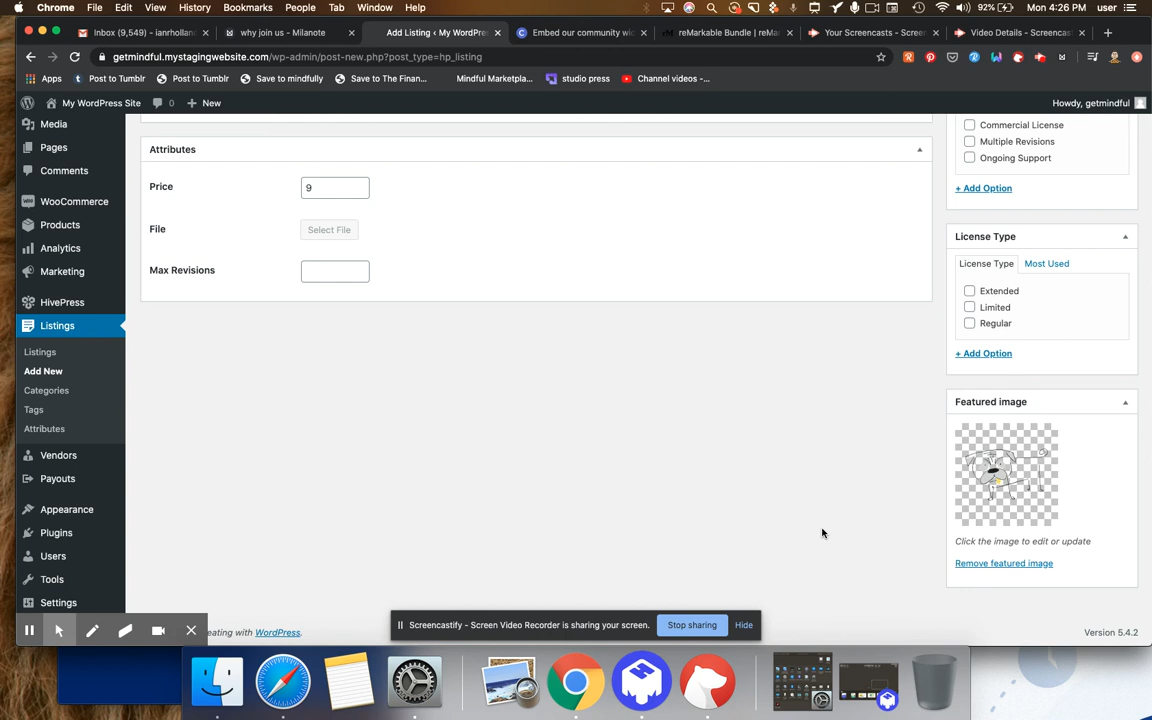 Chrome File Edit View History Bookmarks People Tab Window Help 92% Mon 4:26 PM user
Inbox (9,549) - ianrhollan why join us - Milanote Add Listing ‹ My WordPre Embed our community wi reMarkable Bundle | reMar Your Screencasts - Screen Video Details - Screencast
getmindful.mystagingwebsite.com/wp-admin/post-new.php?post_type=hp_listing
Apps Post to Tumblr Post to Tumblr Save to mindfully Save to The Finan... Mindful Marketpla... studio press Channel videos -...
My WordPress Site 0 New Howdy, getmindful
Media
Pages
Comments
WooCommerce
Products
Analytics
Marketing
HivePress
Listings
Listings
Add New
Categories
Tags
Attributes
Vendors
Payouts
Appearance
Plugins
Users
Tools
Settings
Attributes
Price 9
File Select File
Max Revisions
Commercial License
Multiple Revisions
Ongoing Support
+ Add Option
License Type
License Type Most Used
Extended
Limited
Regular
+ Add Option
Featured image
Click the image to edit or update
Remove featured image
eating with WordPress. Version 5.4.2
Screencastify - Screen Video Recorder is sharing your screen. Stop sharing Hide